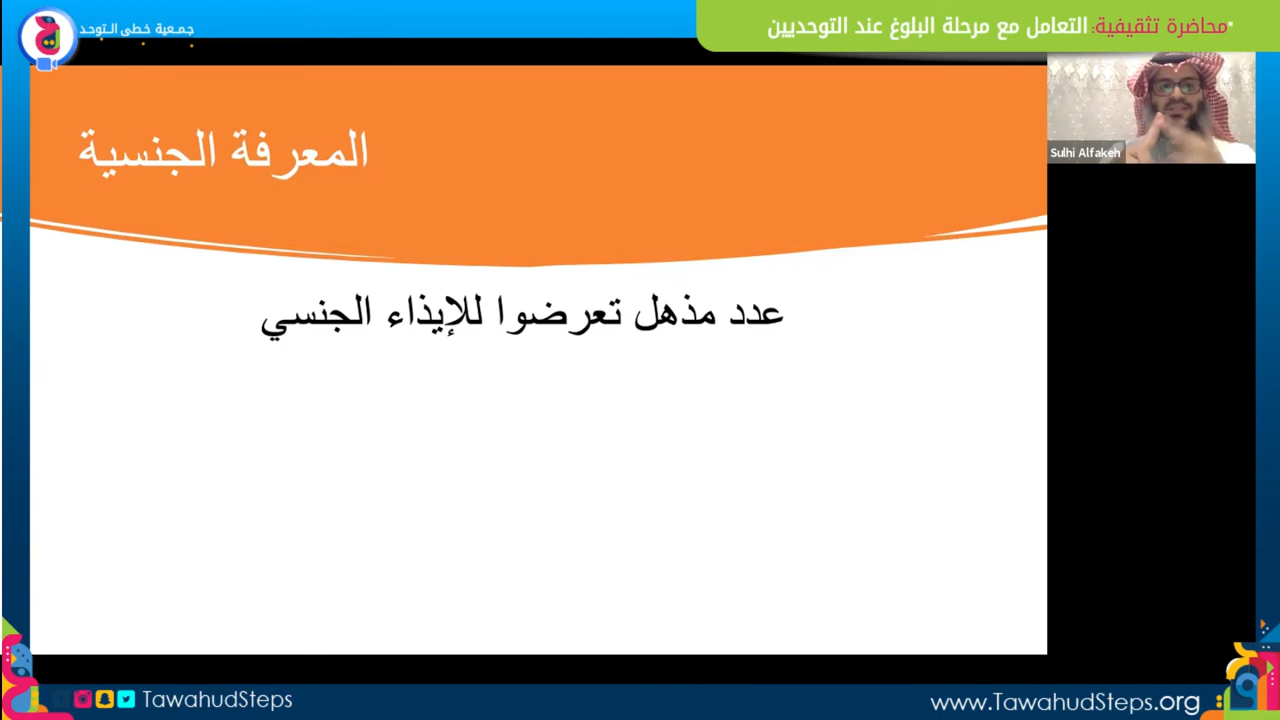 محاضرة تثقيفية: التعامل مع مرحلة البلوغ عند التوحديين
جمعية خطى التوحد
Sulhi Alfakeh
المعرفة الجنسية
عدد مذهل تعرضوا للإيذاء الجنسي
TawahudSteps
www.TawahudSteps.org